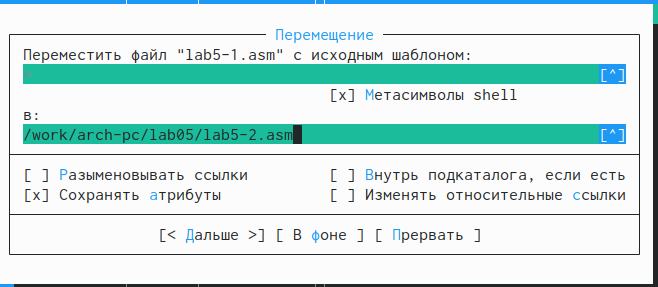 Перемещение
Переместить файл "lab5-1.asm" с исходным шаблоном:
[^]
[x] Метасимволы shell
в:
/work/arch-pc/lab05/lab5-2.asm [^]
[ ] Разыменовывать ссылки [ ] Внутрь подкаталога, если есть
[x] Сохранять атрибуты [ ] Изменять относительные ссылки
[< Дальше >] [ В фоне ] [ Прервать ]